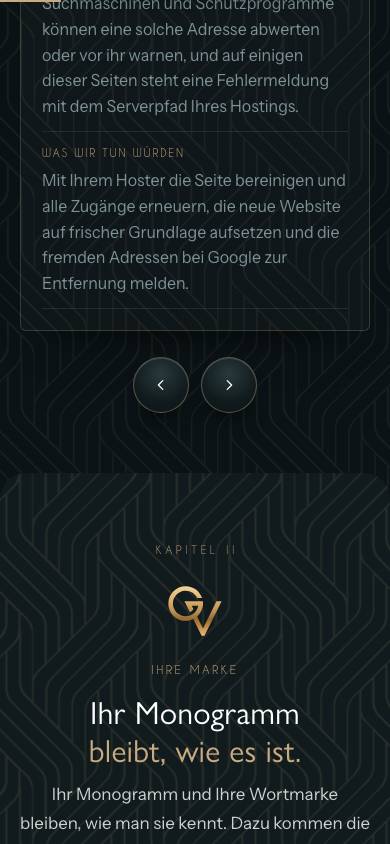 Suchmaschinen und Schutzprogramme
können eine solche Adresse abwerten
oder vor ihr warnen, und auf einigen
dieser Seiten steht eine Fehlermeldung
mit dem Serverpfad Ihres Hostings.
WAS WIR TUN WÜRDEN
Mit Ihrem Hoster die Seite bereinigen und
alle Zugänge erneuern, die neue Website
auf frischer Grundlage aufsetzen und die
fremden Adressen bei Google zur
Entfernung melden.
KAPITEL II
GV
IHRE MARKE
Ihr Monogramm
bleibt, wie es ist.
Ihr Monogramm und Ihre Wortmarke
bleiben, wie man sie kennt. Dazu kommen die